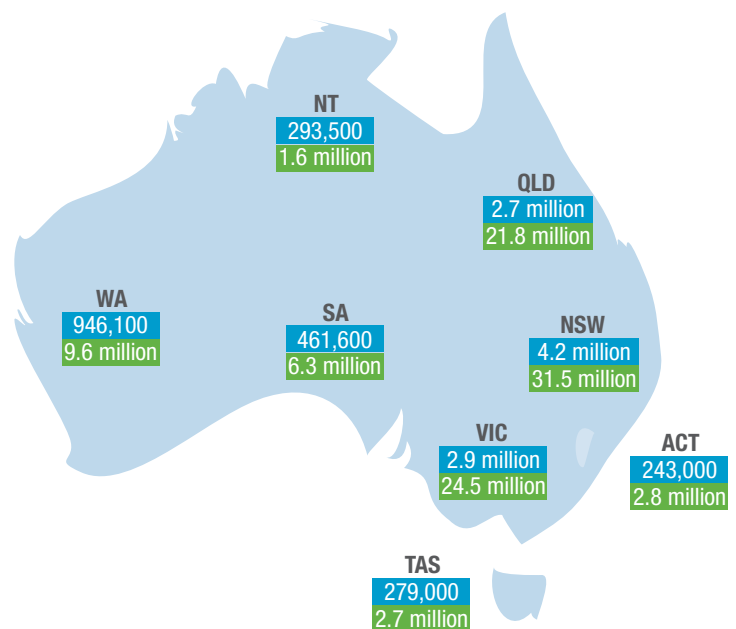 NT
293,500
1.6 million
QLD
2.7 million
21.8 million
WA
946,100
9.6 million
SA
461,600
6.3 million
NSW
4.2 million
31.5 million
VIC
2.9 million
24.5 million
ACT
243,000
2.8 million
TAS
279,000
2.7 million